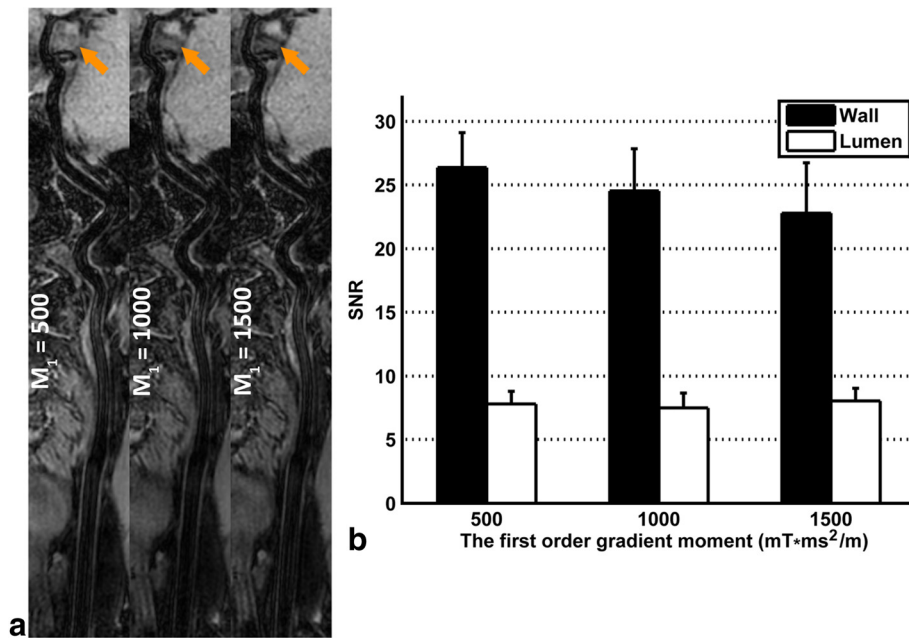 M₁ = 500
M₁ = 1000
M₁ = 1500
a
Wall
Lumen
30
25
20
15
10
5
0
SNR
500
1000
1500
The first order gradient moment (mT*ms²/m)
b